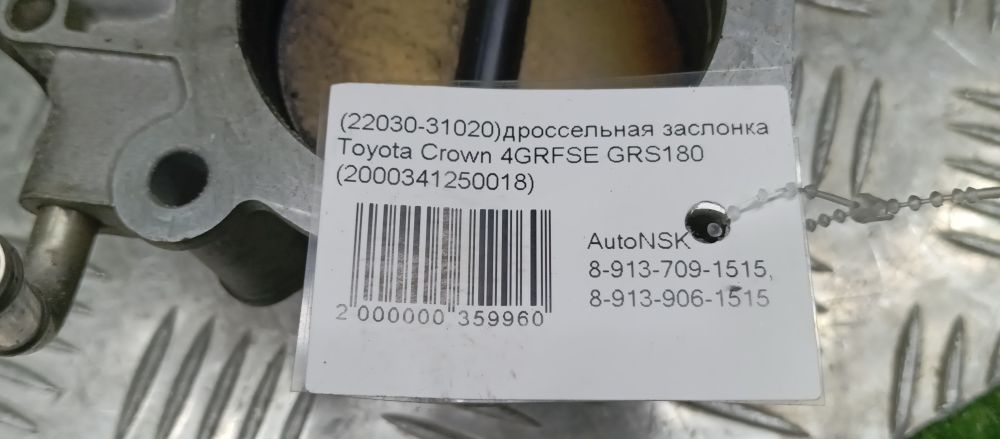 (22030-31020)дроссельная заслонка
Toyota Crown 4GRFSE GRS180
(2000341250018)
AutoNSK
8-913-709-1515,
8-913-906-1515
2 000000 359960